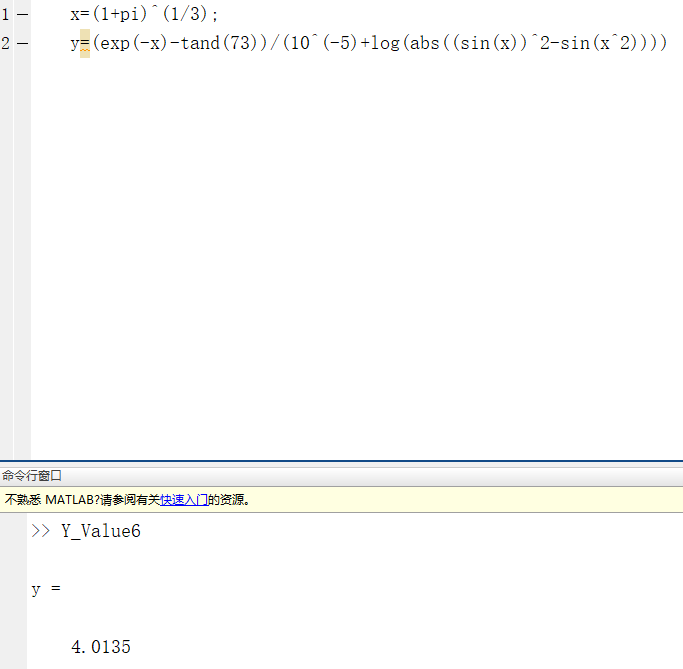 1 — x=(1+pi)^(1/3);
2 — y=(exp(-x)-tand(73))/(10^(-5)+log(abs((sin(x))^2-sin(x^2))))
命令行窗口
不熟悉 MATLAB?请参阅有关快速入门的资源。
>> Y_Value6
y =
4.0135